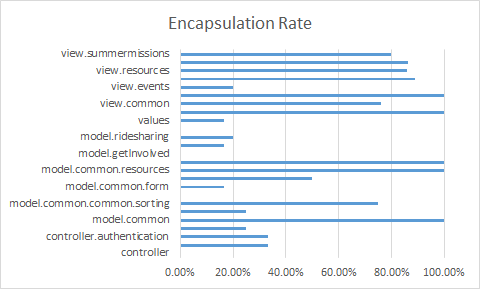 Encapsulation Rate
view.summermissions
view.resources
view.events
view.common
values
model.ridesharing
model.getInvolved
model.common.resources
model.common.form
model.common.common.sorting
model.common
controller.authentication
controller
0.00% 20.00% 40.00% 60.00% 80.00% 100.00%